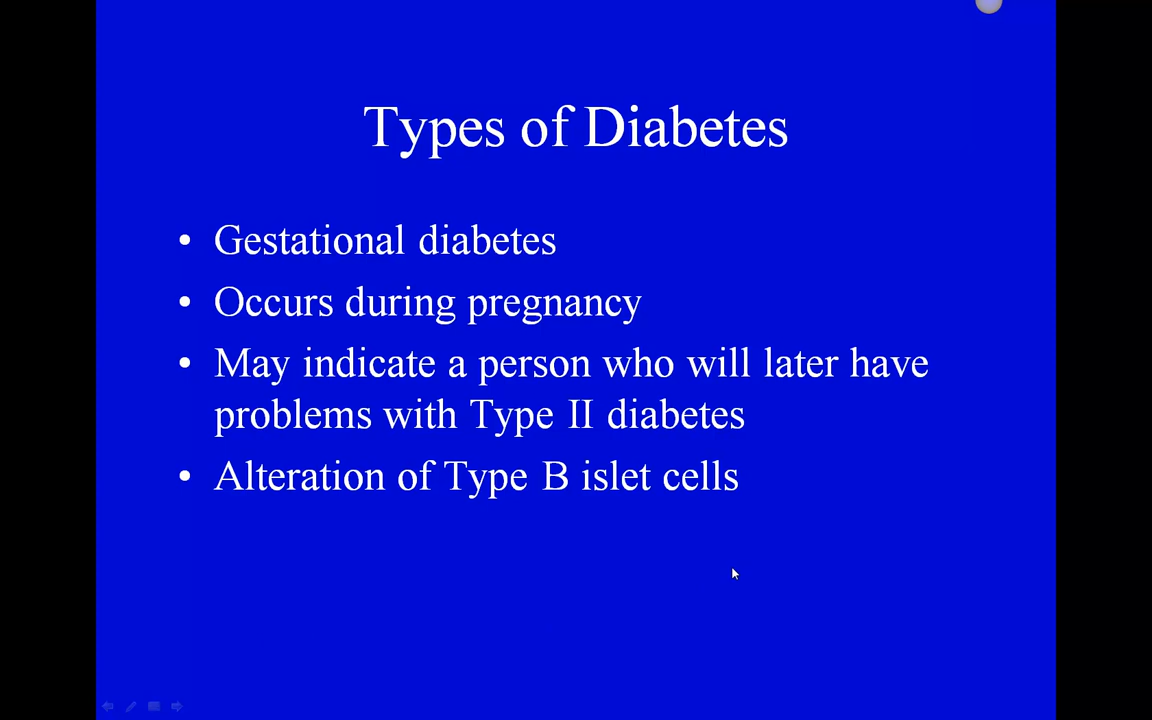 Types of Diabetes
• Gestational diabetes
• Occurs during pregnancy
• May indicate a person who will later have
problems with Type II diabetes
• Alteration of Type B islet cells